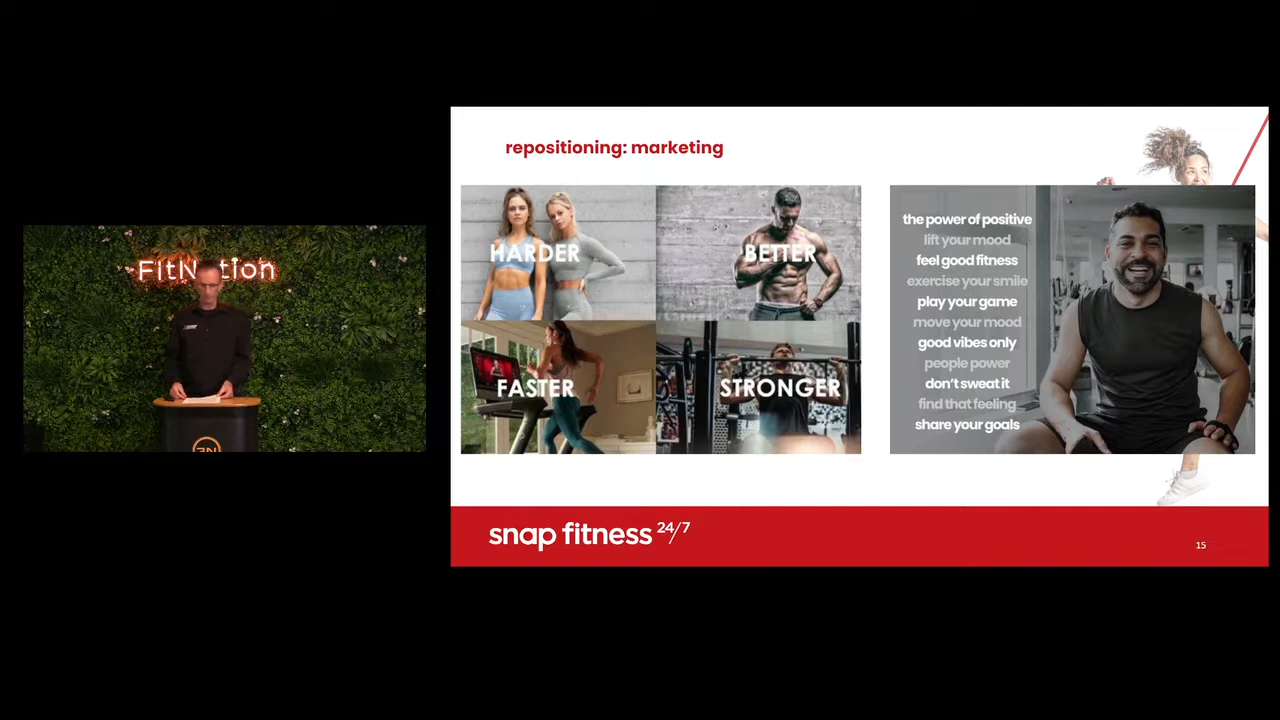 FitNation
repositioning: marketing
HARDER
BETTER
FASTER
STRONGER
the power of positive
lift your mood
feel good fitness
exercise your smile
play your game
move your mood
good vibes only
people power
don't sweat it
find that feeling
share your goals
snap fitness 24/7
15